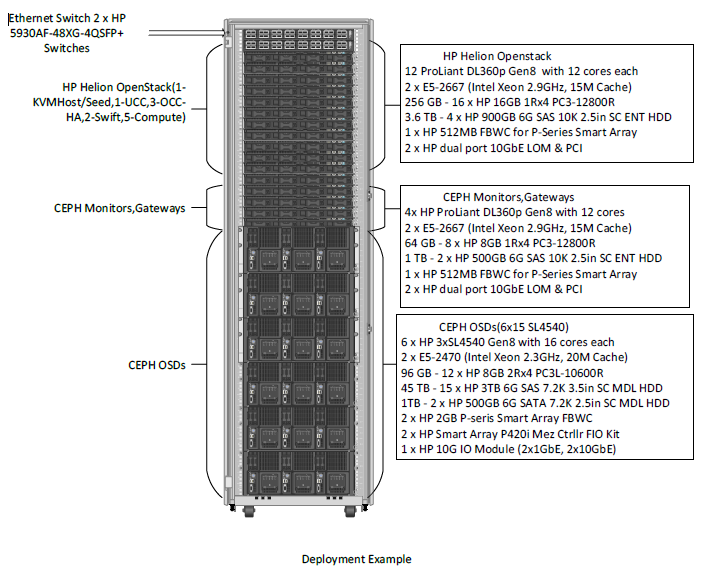 Ethernet Switch 2 x HP
5930AF-48XG-4QSFP+
Switches
HP Helion OpenStack(1-
KVMHost/Seed,1-UCC,3-OCC-
HA,2-Swift,5-Compute)
CEPH Monitors,Gateways
CEPH OSDs
HP Helion Openstack
12 ProLiant DL360p Gen8 with 12 cores each
2 x E5-2667 (Intel Xeon 2.9GHz, 15M Cache)
256 GB - 16 x HP 16GB 1Rx4 PC3-12800R
3.6 TB - 4 x HP 900GB 6G SAS 10K 2.5in SC ENT HDD
1 x HP 512MB FBWC for P-Series Smart Array
2 x HP dual port 10GbE LOM & PCI
CEPH Monitors,Gateways
4x HP ProLiant DL360p Gen8 with 12 cores
2 x E5-2667 (Intel Xeon 2.9GHz, 15M Cache)
64 GB - 8 x HP 8GB 1Rx4 PC3-12800R
1 TB - 2 x HP 500GB 6G SAS 10K 2.5in SC ENT HDD
1 x HP 512MB FBWC for P-Series Smart Array
2 x HP dual port 10GbE LOM & PCI
CEPH OSDs(6x15 SL4540)
6 x HP 3xSL4540 Gen8 with 16 cores each
2 x E5-2470 (Intel Xeon 2.3GHz, 20M Cache)
96 GB - 12 x HP 8GB 2Rx4 PC3L-10600R
45 TB - 15 x HP 3TB 6G SAS 7.2K 3.5in SC MDL HDD
1TB - 2 x HP 500GB 6G SATA 7.2K 2.5in SC MDL HDD
2 x HP 2GB P-seris Smart Array FBWC
2 x HP Smart Array P420i Mez Ctrllr FIO Kit
1 x HP 10G IO Module (2x1GbE, 2x10GbE)
Deployment Example